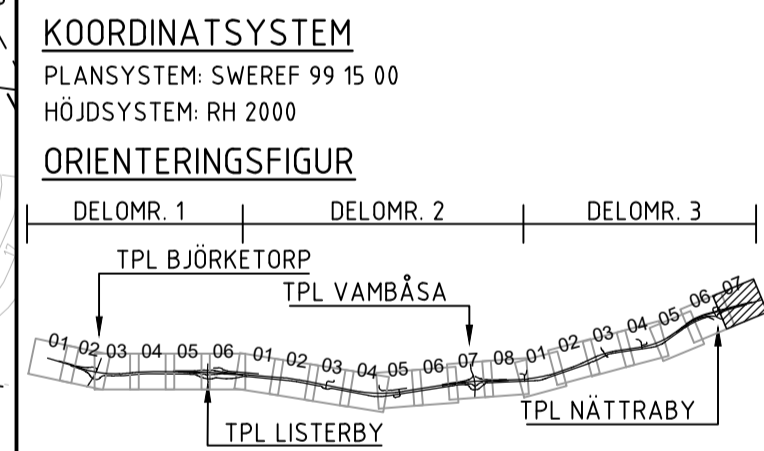 KOORDINATSYSTEM
PLANSYSTEM: SWEREF 99 15 00
HÖJDSYSTEM: RH 2000
ORIENTERINGSFIGUR
DELOMR. 1 DELOMR. 2 DELOMR. 3
TPL BJÖRKETORP
TPL VAMBÅSA
01 02 03 04 05 06 01 02 03 04 05 06 07 08 01 02 03 04 05 06 07
TPL NÄTTRABY
TPL LISTERBY